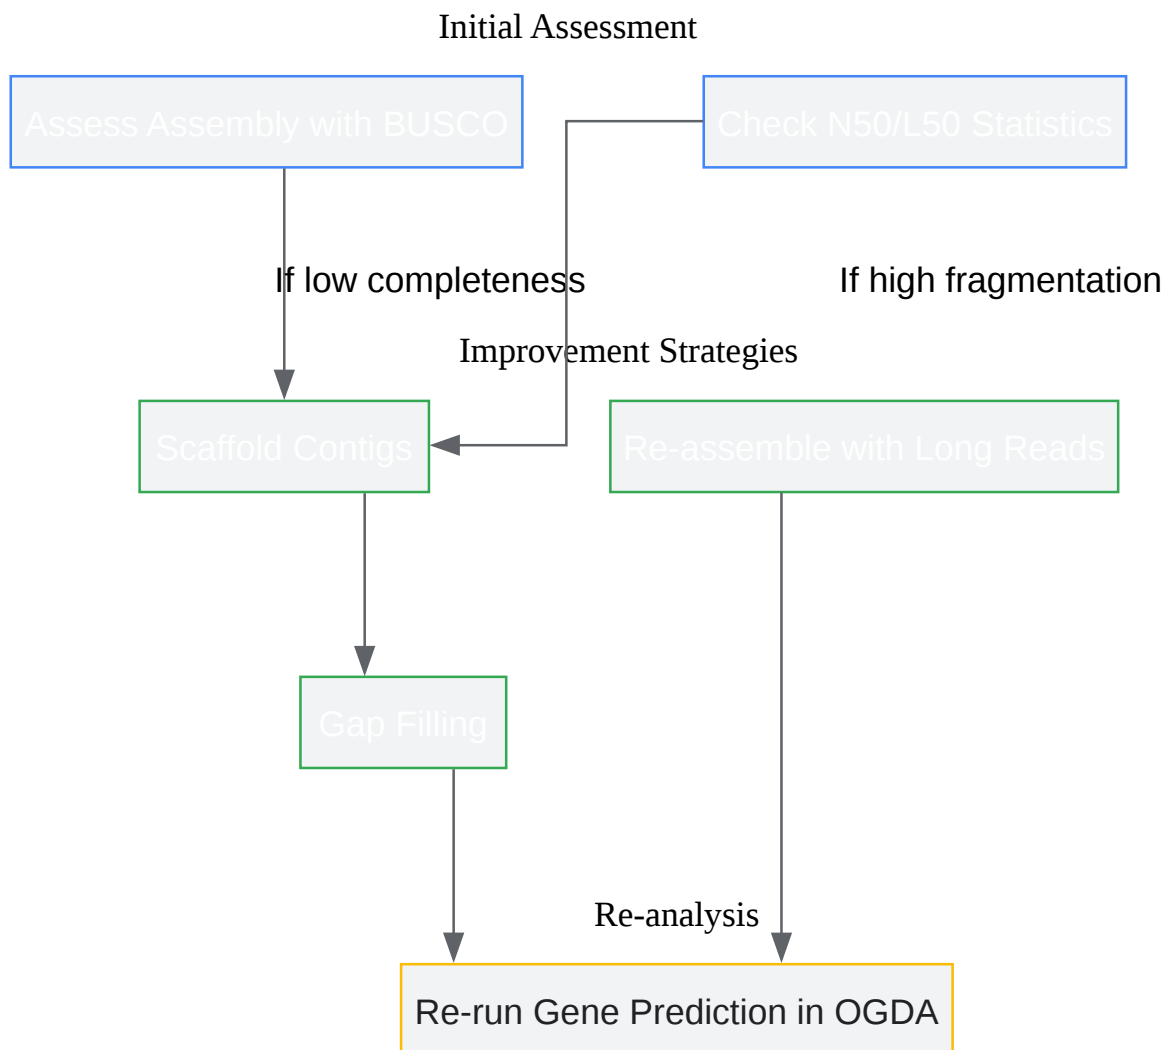 Initial Assessment
Assess Assembly with BUSCO
Check N50/L50 Statistics
If low completeness
If high fragmentation
Improvement Strategies
Scaffold Contigs
Re-assemble with Long Reads
Gap Filling
Re-analysis
Re-run Gene Prediction in OGDA